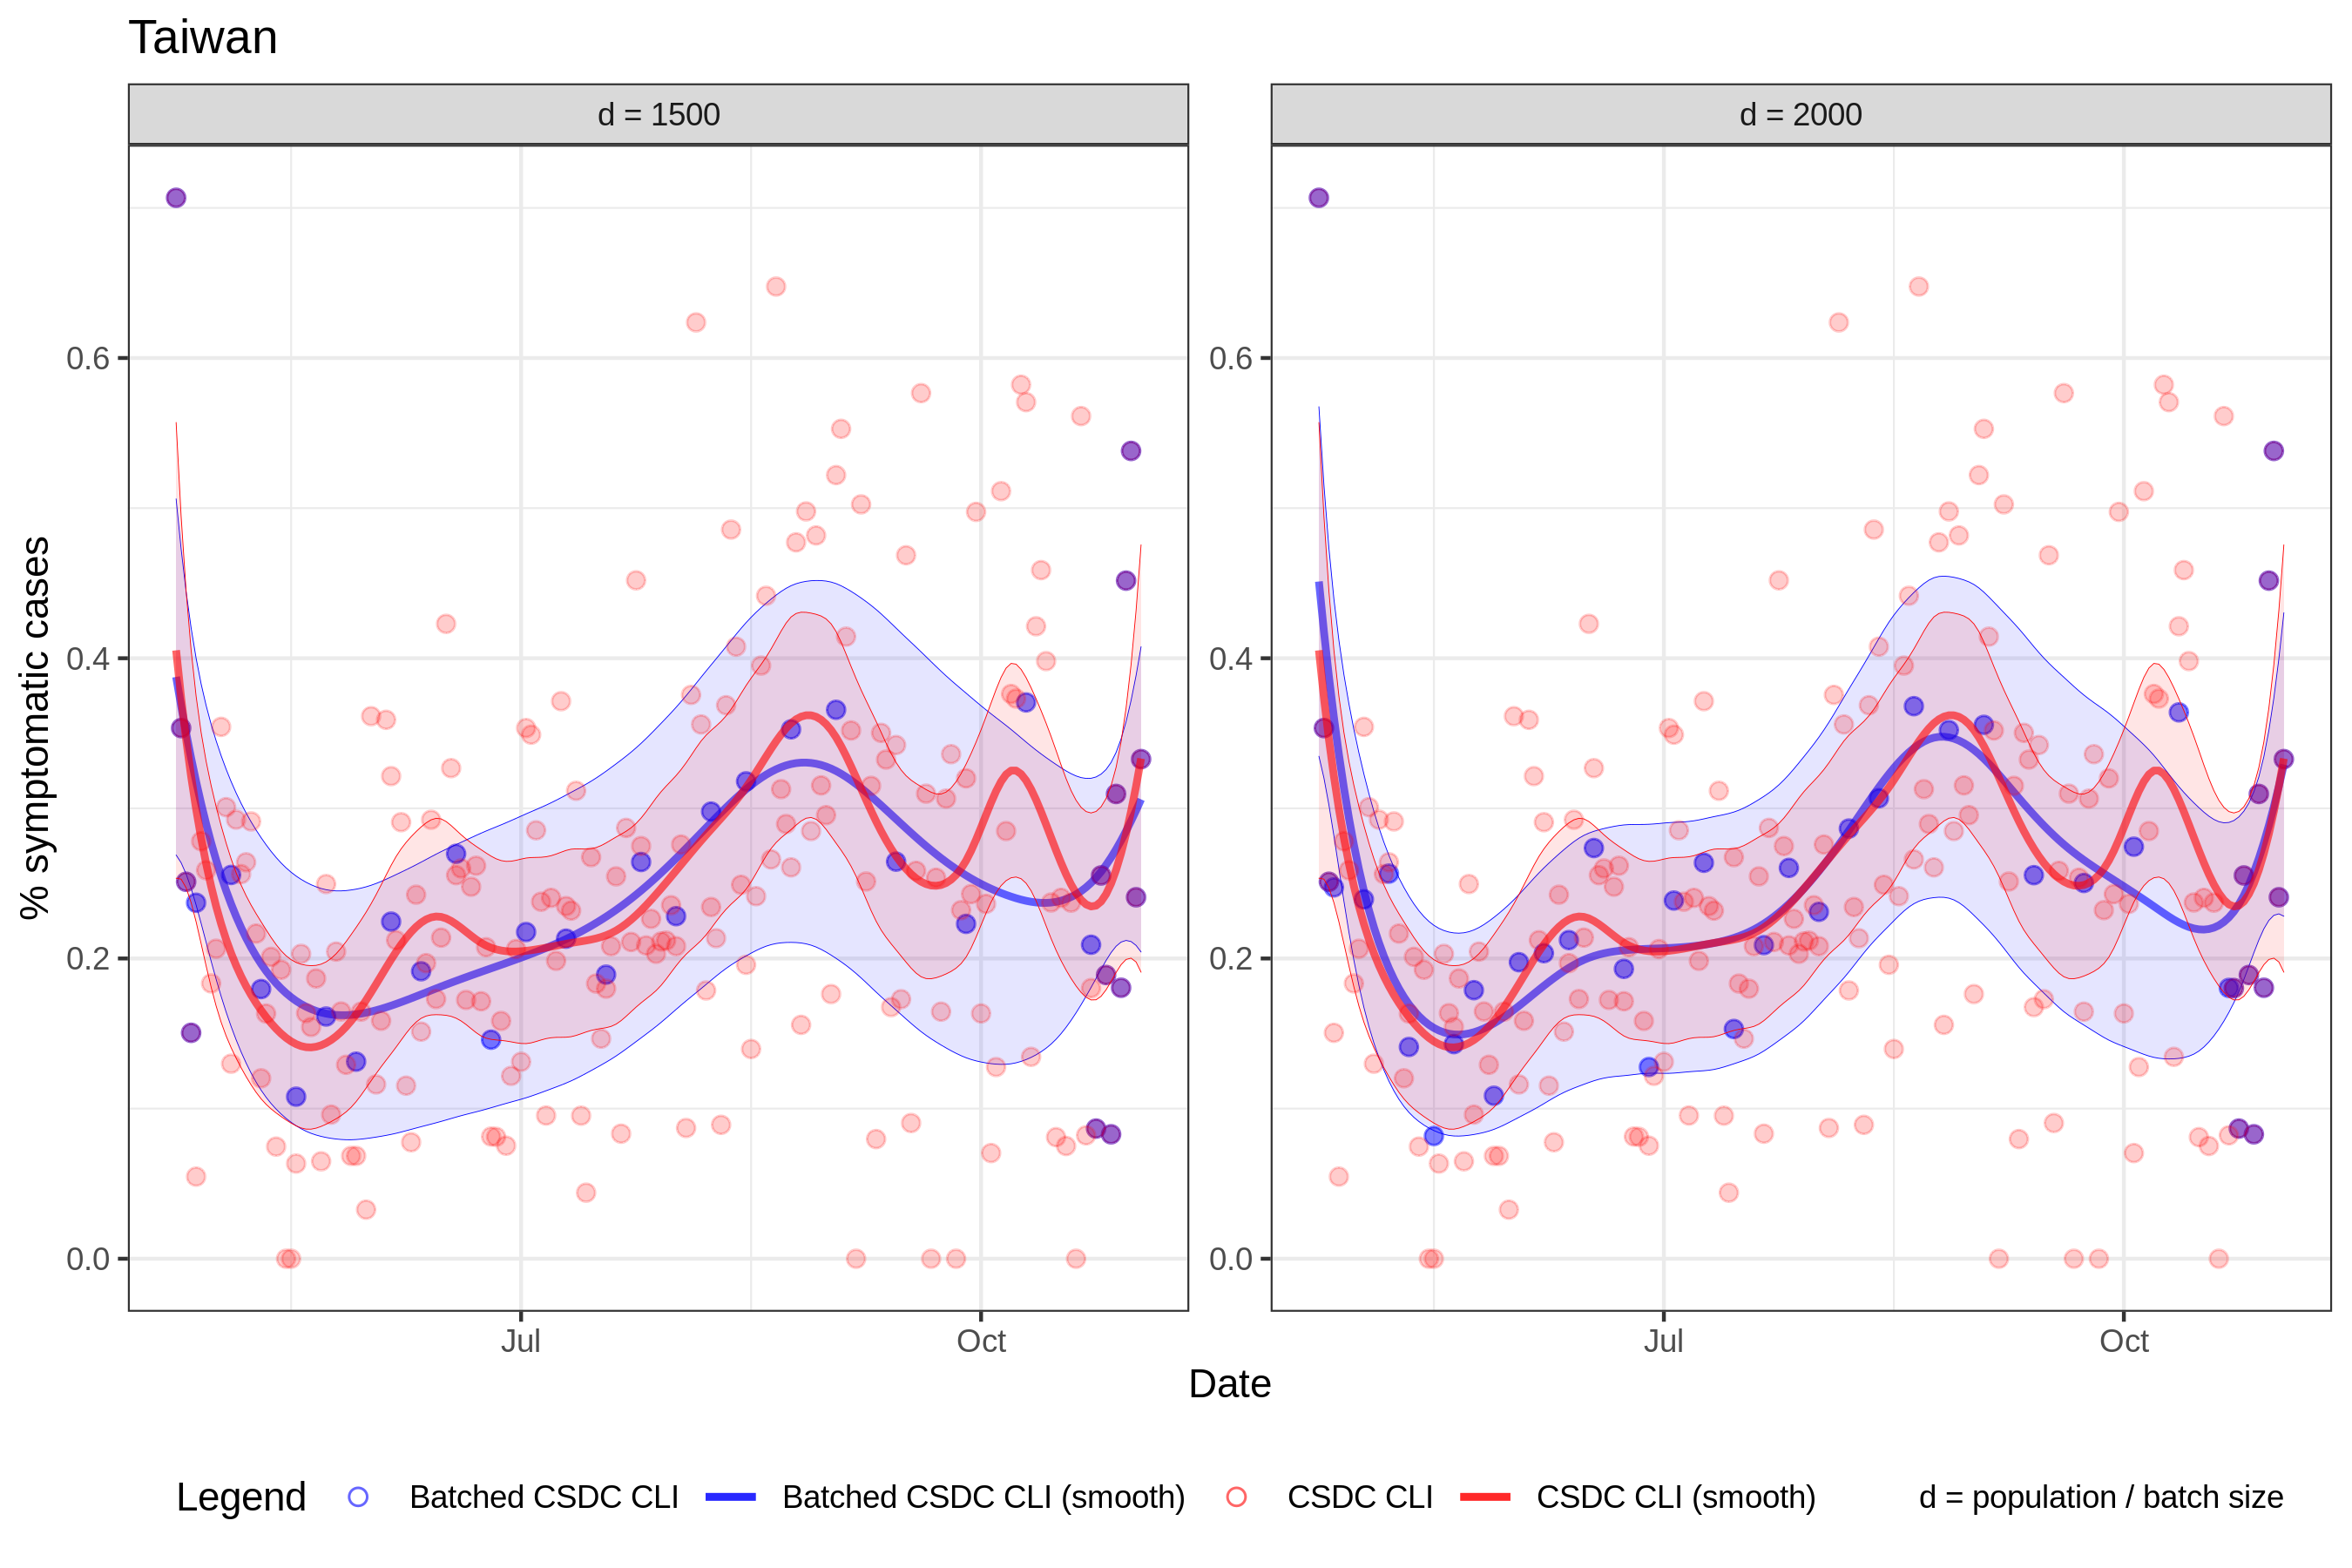 Taiwan
d = 1500
d = 2000
% symptomatic cases
0.6
0.4
0.2
0.0
0.6
0.4
0.2
0.0
Jul
Oct
Jul
Oct
Date
Legend
Batched CSDC CLI
Batched CSDC CLI (smooth)
CSDC CLI
CSDC CLI (smooth)
d = population / batch size